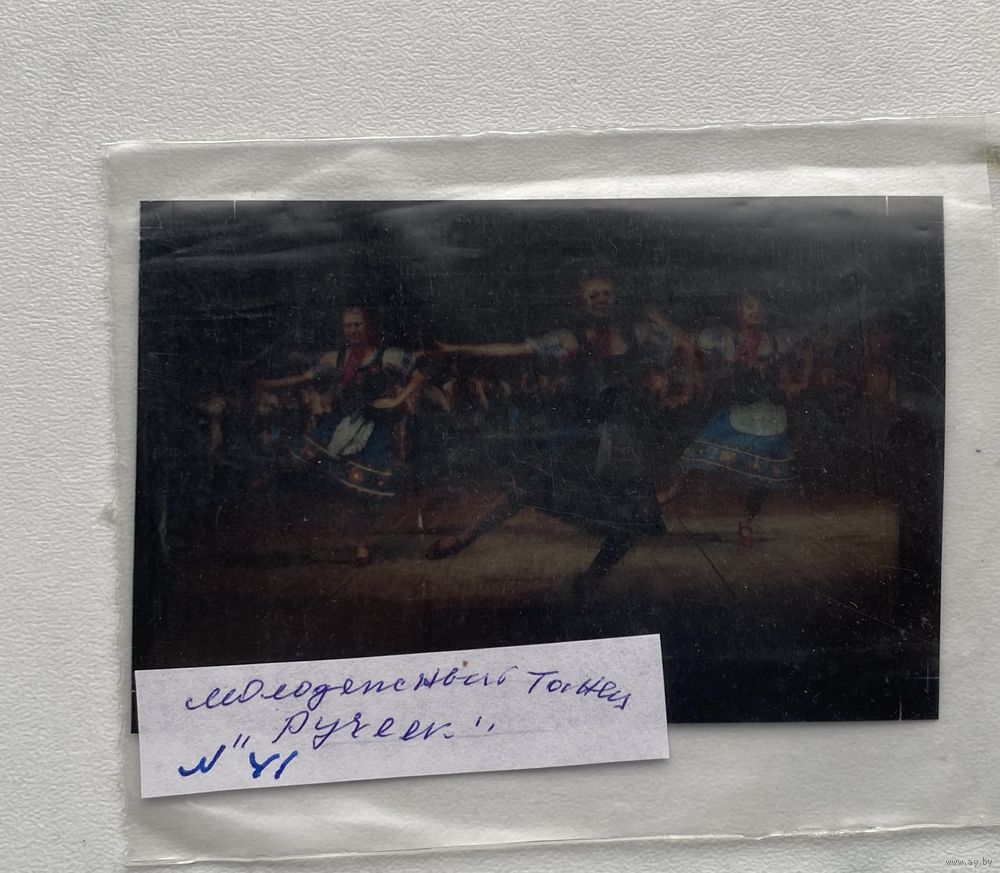 молодежный танец
"Ручеек".
N 41
www.ay.by